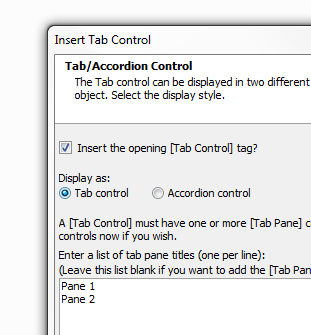 Insert Tab Control
Tab/Accordion Control
The Tab control can be displayed in two different
object. Select the display style.
Insert the opening [Tab Control] tag?
Display as:
Tab control
Accordion control
A [Tab Control] must have one or more [Tab Pane] c
controls now if you wish.
Enter a list of tab pane titles (one per line):
(Leave this list blank if you want to add the [Tab Pan
Pane 1
Pane 2